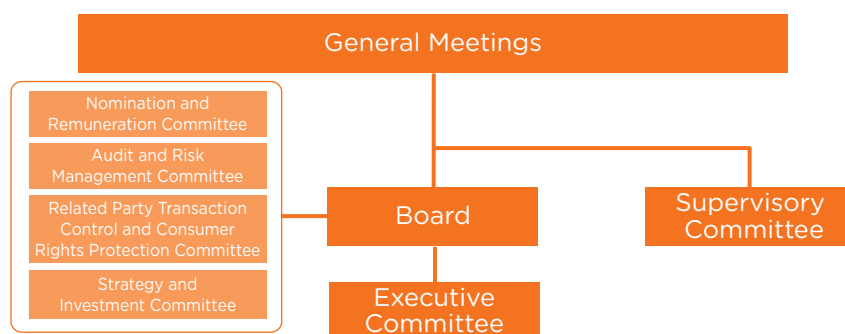 General Meetings
Nomination and
Remuneration Committee
Audit and Risk
Management Committee
Related Party Transaction
Control and Consumer
Rights Protection Committee
Strategy and
Investment Committee
Board
Supervisory
Committee
Executive
Committee